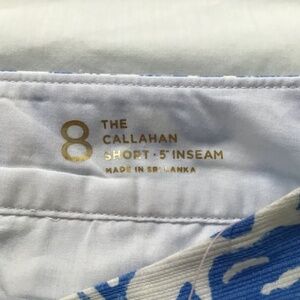 8
THE
CALLAHAN
SHORT · 5" INSEAM
MADE IN SRI LANKA